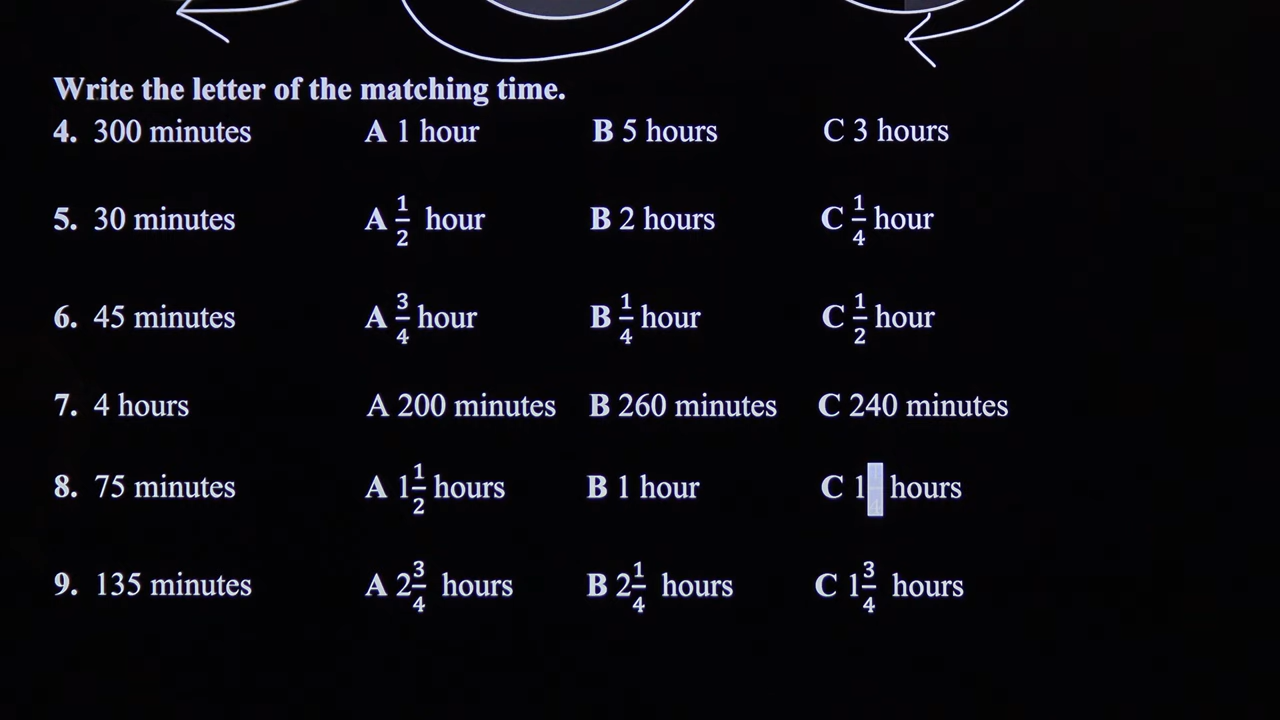 Write the letter of the matching time.
4. 300 minutes A 1 hour B 5 hours C 3 hours
5. 30 minutes A 1/2 hour B 2 hours C 1/4 hour
6. 45 minutes A 3/4 hour B 1/4 hour C 1/2 hour
7. 4 hours A 200 minutes B 260 minutes C 240 minutes
8. 75 minutes A 1 1/2 hours B 1 hour C 1 hours
9. 135 minutes A 2 3/4 hours B 2 1/4 hours C 1 3/4 hours